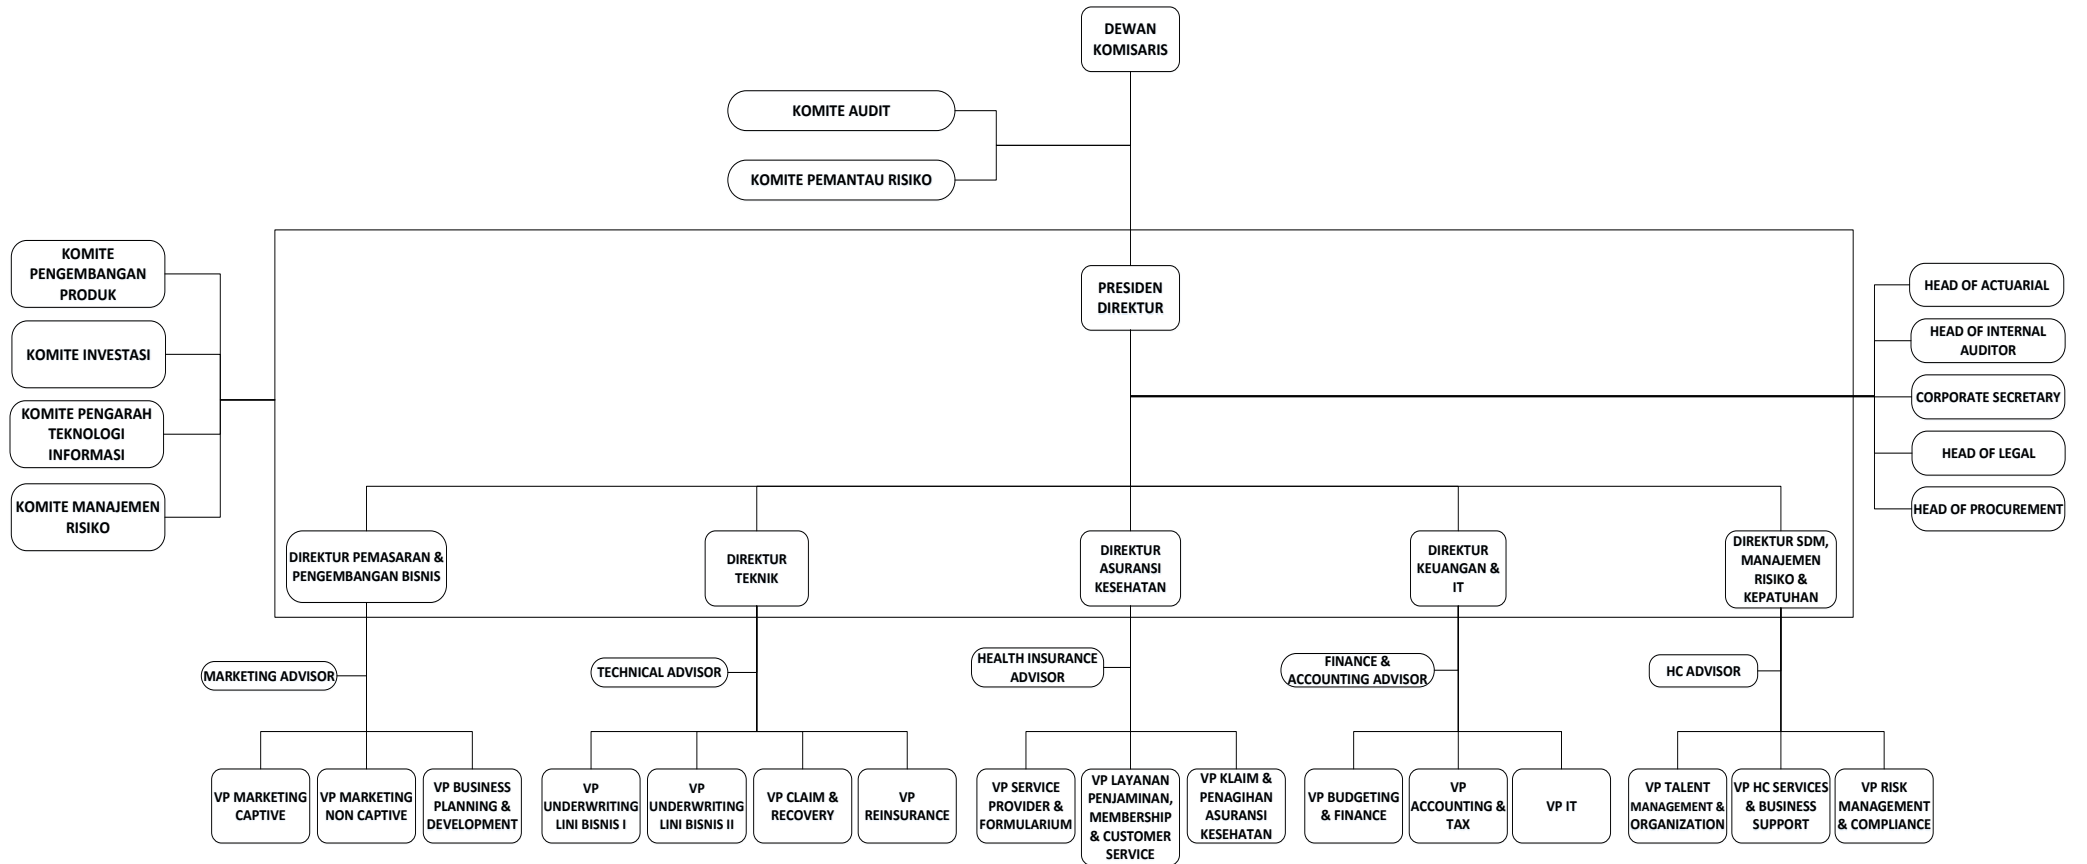 DEWAN
KOMISARIS
KOMITE AUDIT
KOMITE PEMANTAU RISIKO
KOMITE
PENGEMBANGAN
PRODUK
KOMITE INVESTASI
KOMITE PENGARAH
TEKNOLOGI
INFORMASI
KOMITE MANAJEMEN
RISIKO
PRESIDEN
DIREKTUR
HEAD OF ACTUARIAL
HEAD OF INTERNAL
AUDITOR
CORPORATE SECRETARY
HEAD OF LEGAL
HEAD OF PROCUREMENT
DIREKTUR PEMASARAN &
PENGEMBANGAN BISNIS
DIREKTUR
TEKNIK
DIREKTUR
ASURANSI
KESEHATAN
DIREKTUR
KEUANGAN &
IT
DIREKTUR SDM,
MANAJEMEN
RISIKO &
KEPATUHAN
MARKETING ADVISOR
TECHNICAL ADVISOR
HEALTH INSURANCE
ADVISOR
FINANCE &
ACCOUNTING ADVISOR
HC ADVISOR
VP MARKETING
CAPTIVE
VP MARKETING
NON CAPTIVE
VP BUSINESS
PLANNING &
DEVELOPMENT
VP
UNDERWRITING
LINI BISNIS I
VP
UNDERWRITING
LINI BISNIS II
VP CLAIM &
RECOVERY
VP
REINSURANCE
VP SERVICE
PROVIDER &
FORMULARIUM
VP LAYANAN
PENJAMINAN,
MEMBERSHIP
& CUSTOMER
SERVICE
VP KLAIM &
PENAGIHAN
ASURANSI
KESEHATAN
VP BUDGETING
& FINANCE
VP
ACCOUNTING &
TAX
VP IT
VP TALENT
MANAGEMENT &
ORGANIZATION
VP HC SERVICES
& BUSINESS
SUPPORT
VP RISK
MANAGEMENT
& COMPLIANCE